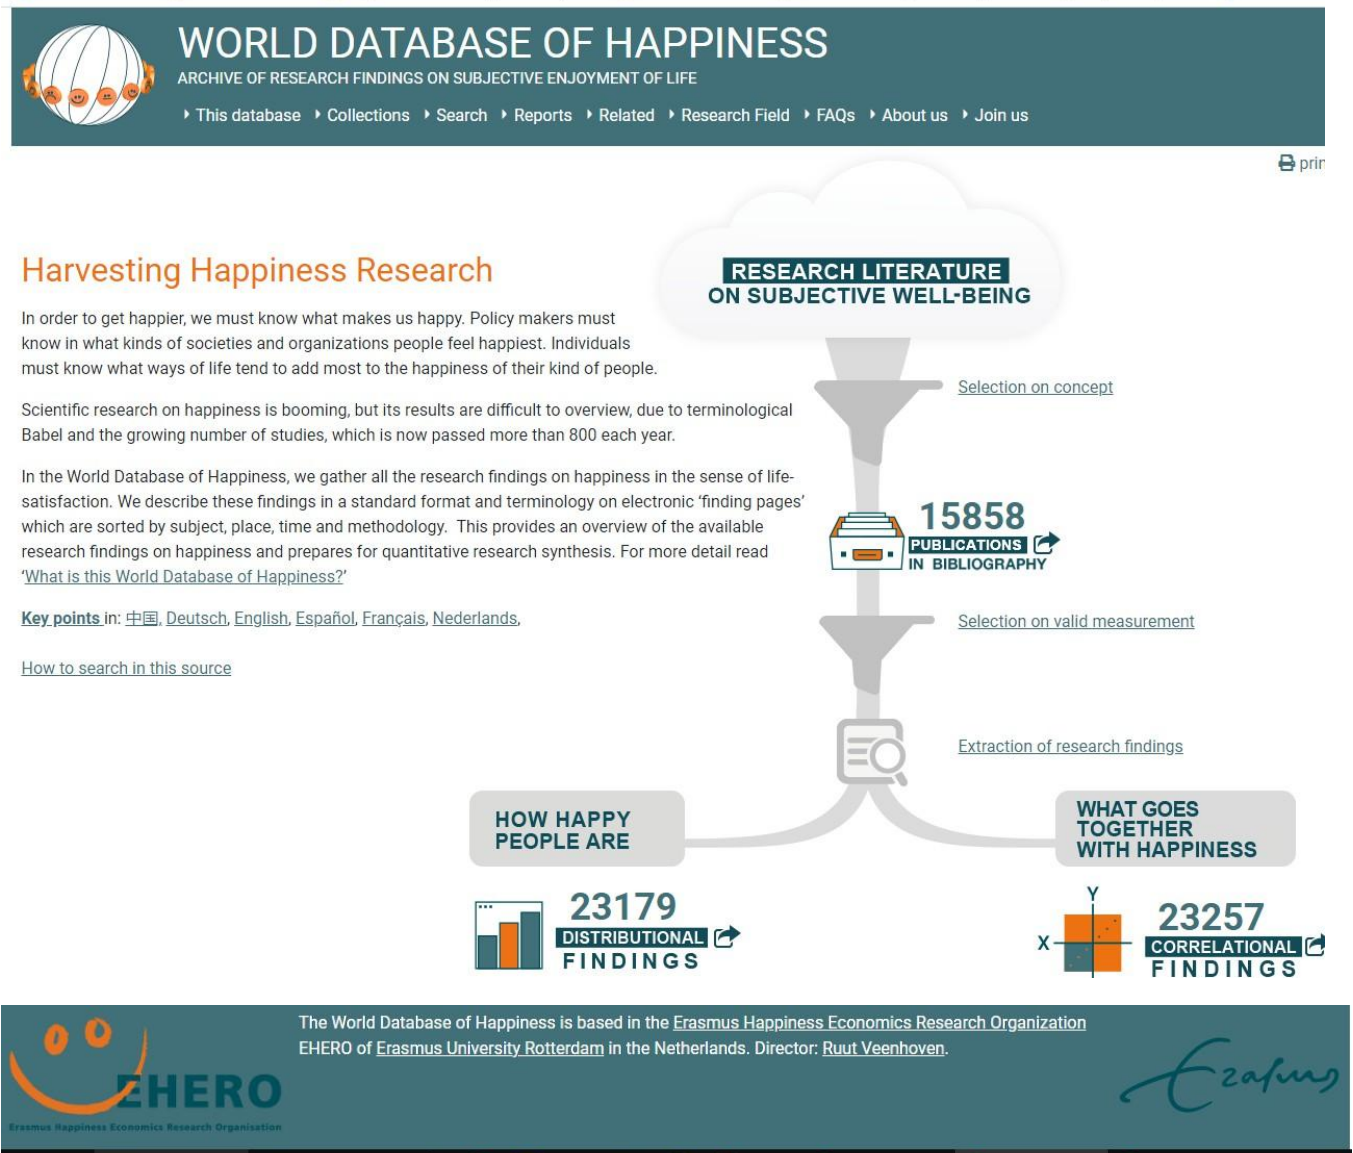 WORLD DATABASE OF HAPPINESS
ARCHIVE OF RESEARCH FINDINGS ON SUBJECTIVE ENJOYMENT OF LIFE
This database Collections Search Reports Related Research Field FAQs About us Join us
prin
RESEARCH LITERATURE
ON SUBJECTIVE WELL-BEING
Harvesting Happiness Research
In order to get happier, we must know what makes us happy. Policy makers must
know in what kinds of societies and organizations people feel happiest. Individuals
must know what ways of life tend to add most to the happiness of their kind of people.
Scientific research on happiness is booming, but its results are difficult to overview, due to terminological
Babel and the growing number of studies, which is now passed more than 800 each year.
In the World Database of Happiness, we gather all the research findings on happiness in the sense of life-
satisfaction. We describe these findings in a standard format and terminology on electronic ‘finding pages’
which are sorted by subject, place, time and methodology.  This provides an overview of the available
research findings on happiness and prepares for quantitative research synthesis. For more detail read
‘What is this World Database of Happiness?’
Key points in: 中国, Deutsch, English, Español, Français, Nederlands,
How to search in this source
Selection on concept
15858
PUBLICATIONS
IN BIBLIOGRAPHY
Selection on valid measurement
Extraction of research findings
HOW HAPPY
PEOPLE ARE
23179
DISTRIBUTIONAL
FINDINGS
WHAT GOES
TOGETHER
WITH HAPPINESS
Y
X
23257
CORRELATIONAL
FINDINGS
EHERO
Erasmus Happiness Economics Research Organisation
The World Database of Happiness is based in the Erasmus Happiness Economics Research Organization
EHERO of Erasmus University Rotterdam in the Netherlands. Director: Ruut Veenhoven.
Erasmus